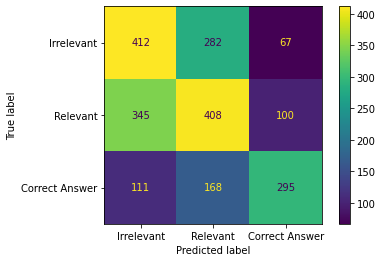 Irrelevant 412 282 67
Relevant 345 408 100
Correct Answer 111 168 295
Irrelevant Relevant Correct Answer
Predicted label
True label
400
350
300
250
200
150
100